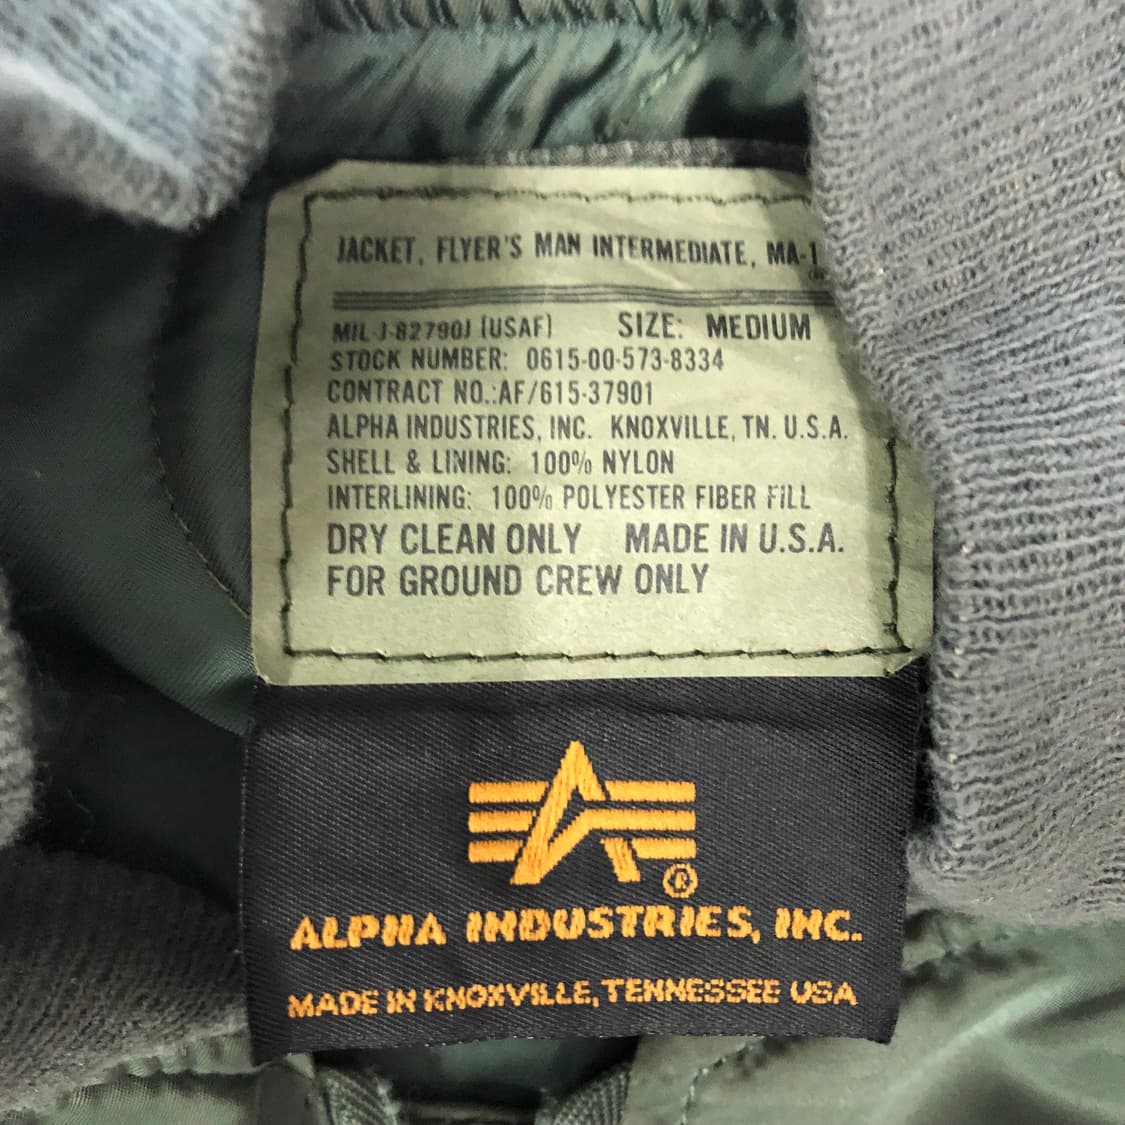 JACKET, FLYER'S MAN INTERMEDIATE, MA-1
MIL-J-82790J (USAF) SIZE: MEDIUM
STOCK NUMBER: 0615-00-573-8334
CONTRACT NO.:AF/615-37901
ALPHA INDUSTRIES, INC. KNOXVILLE, TN. U.S.A.
SHELL & LINING: 100% NYLON
INTERLINING: 100% POLYESTER FIBER FILL
DRY CLEAN ONLY MADE IN U.S.A.
FOR GROUND CREW ONLY
®
ALPHA INDUSTRIES, INC.
MADE IN KNOXVILLE, TENNESSEE USA